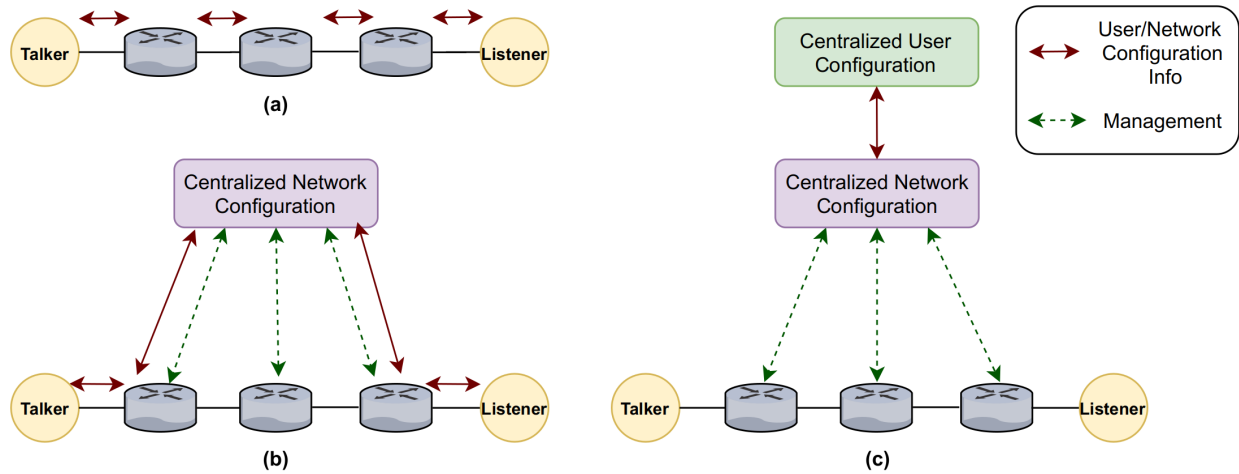 Talker
Listener
(a)
Centralized User
Configuration
User/Network
Configuration
Info
Management
Centralized Network
Configuration
Talker
Listener
(b)
Centralized Network
Configuration
Talker
Listener
(c)